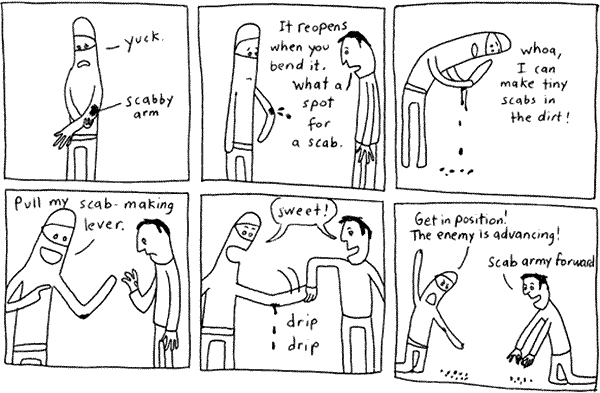 yuck.
scabby
arm
It reopens
when you
bend it.
what a
spot
for
a scab.
whoa,
I can
make tiny
scabs in
the dirt!
Pull my scab-making
lever.
sweet!
drip
drip
Get in position!
The enemy is advancing!
Scab army forward